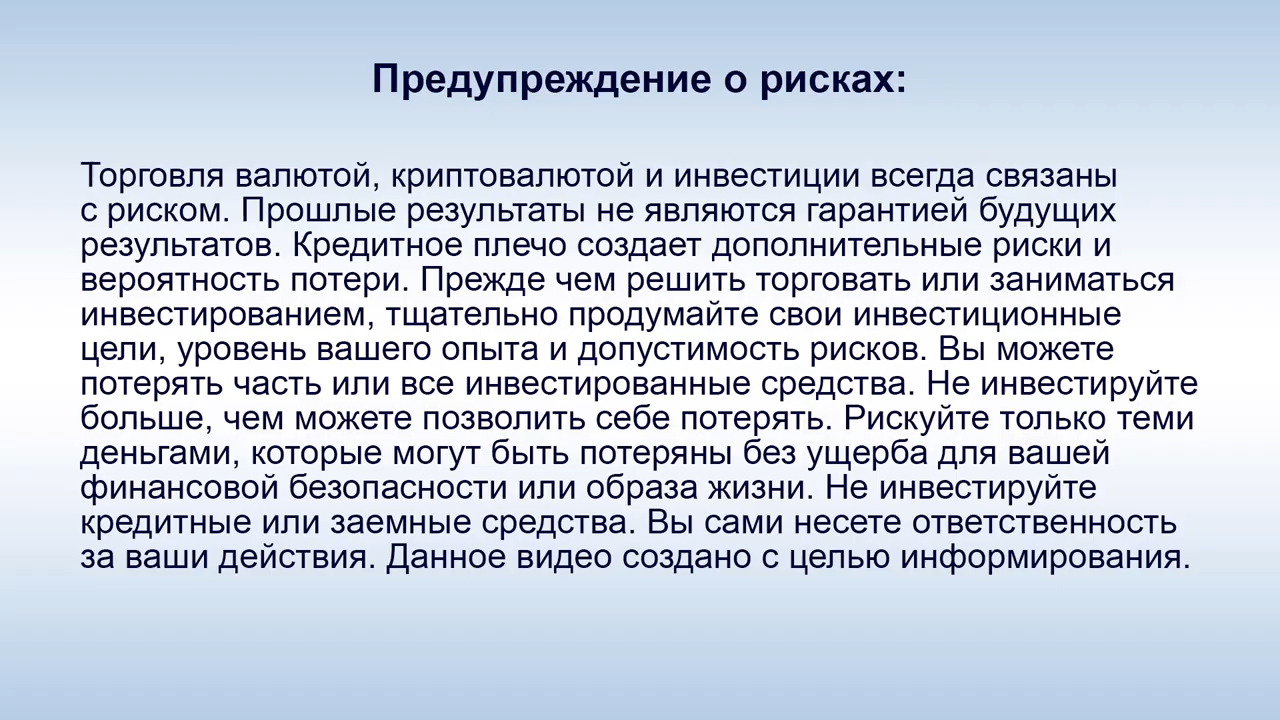 Предупреждение о рисках:
Торговля валютой, криптовалютой и инвестиции всегда связаны
с риском. Прошлые результаты не являются гарантией будущих
результатов. Кредитное плечо создает дополнительные риски и
вероятность потери. Прежде чем решить торговать или заниматься
инвестированием, тщательно продумайте свои инвестиционные
цели, уровень вашего опыта и допустимость рисков. Вы можете
потерять часть или все инвестированные средства. Не инвестируйте
больше, чем можете позволить себе потерять. Рискуйте только теми
деньгами, которые могут быть потеряны без ущерба для вашей
финансовой безопасности или образа жизни. Не инвестируйте
кредитные или заемные средства. Вы сами несете ответственность
за ваши действия. Данное видео создано с целью информирования.